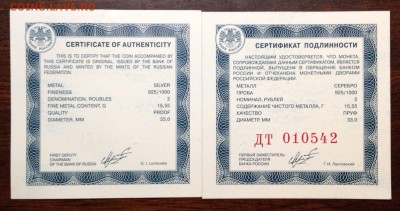 CERTIFICATE OF AUTHENTICITY
THIS IS TO CERTIFY THAT THE COIN ACCOMPANIED BY
THIS CERTIFICATE IS ORIGINAL, ISSUED BY THE BANK OF
RUSSIA AND MINTED BY THE MINTS OF THE RUSSIAN
FEDERATION.
METAL SILVER
FINENESS 925/1000
DENOMINATION, ROUBLES 2
FINE METAL CONTENT, G 15,55
QUALITY PROOF
DIAMETER, MM 33,0
FIRST DEPUTY
CHAIRMAN
OF THE BANK OF RUSSIA
СЕРТИФИКАТ ПОДЛИННОСТИ
НАСТОЯЩИМ УДОСТОВЕРЯЕТСЯ, ЧТО МОНЕТА,
СОПРОВОЖДАЕМАЯ ДАННЫМ СЕРТИФИКАТОМ, ЯВЛЯЕТСЯ
ПОДЛИННОЙ, ВЫПУЩЕНА В ОБРАЩЕНИЕ БАНКОМ
РОССИИ И ОТЧЕКАНЕНА МОНЕТНЫМИ ДВОРАМИ
РОССИЙСКОЙ ФЕДЕРАЦИИ.
МЕТАЛЛ СЕРЕБРО
ПРОБА 925/1000
НОМИНАЛ, РУБЛЕЙ 2
СОДЕРЖАНИЕ ЧИСТОГО МЕТАЛЛА, Г 15,55
КАЧЕСТВО ПРУФ
ДИАМЕТР, ММ 33,0
ДТ 010542
ПЕРВЫЙ ЗАМЕСТИТЕЛЬ
ПРЕДСЕДАТЕЛЯ
БАНКА РОССИИ